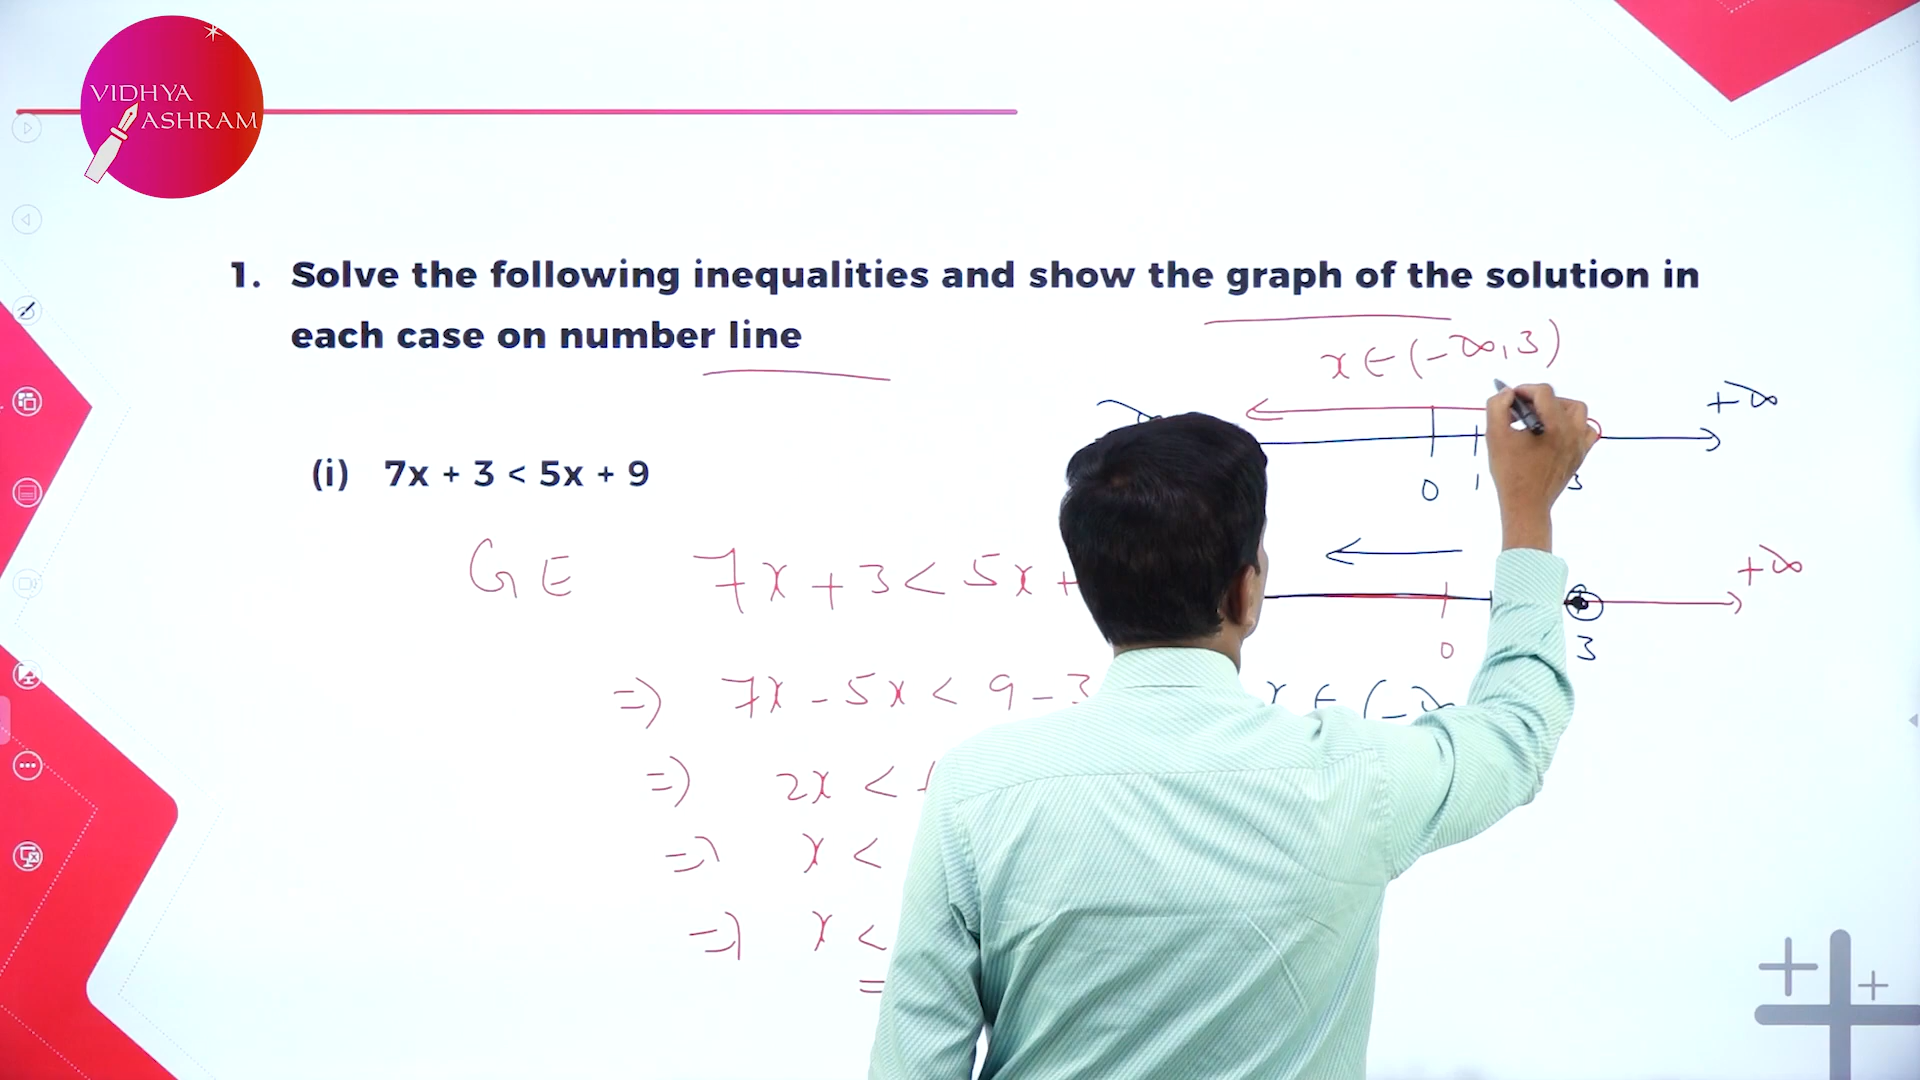 VIDHYA
ASHRAM
1. Solve the following inequalities and show the graph of the solution in
each case on number line
x ∈ (-∞, 3)
+∞
(i) 7x + 3 < 5x + 9
0 1 3
GE 7x + 3 < 5x +
+∞
0 3
=> 7x - 5x < 9 - 3
x ∈ (-∞
=> 2x <
=> x <
=> x <